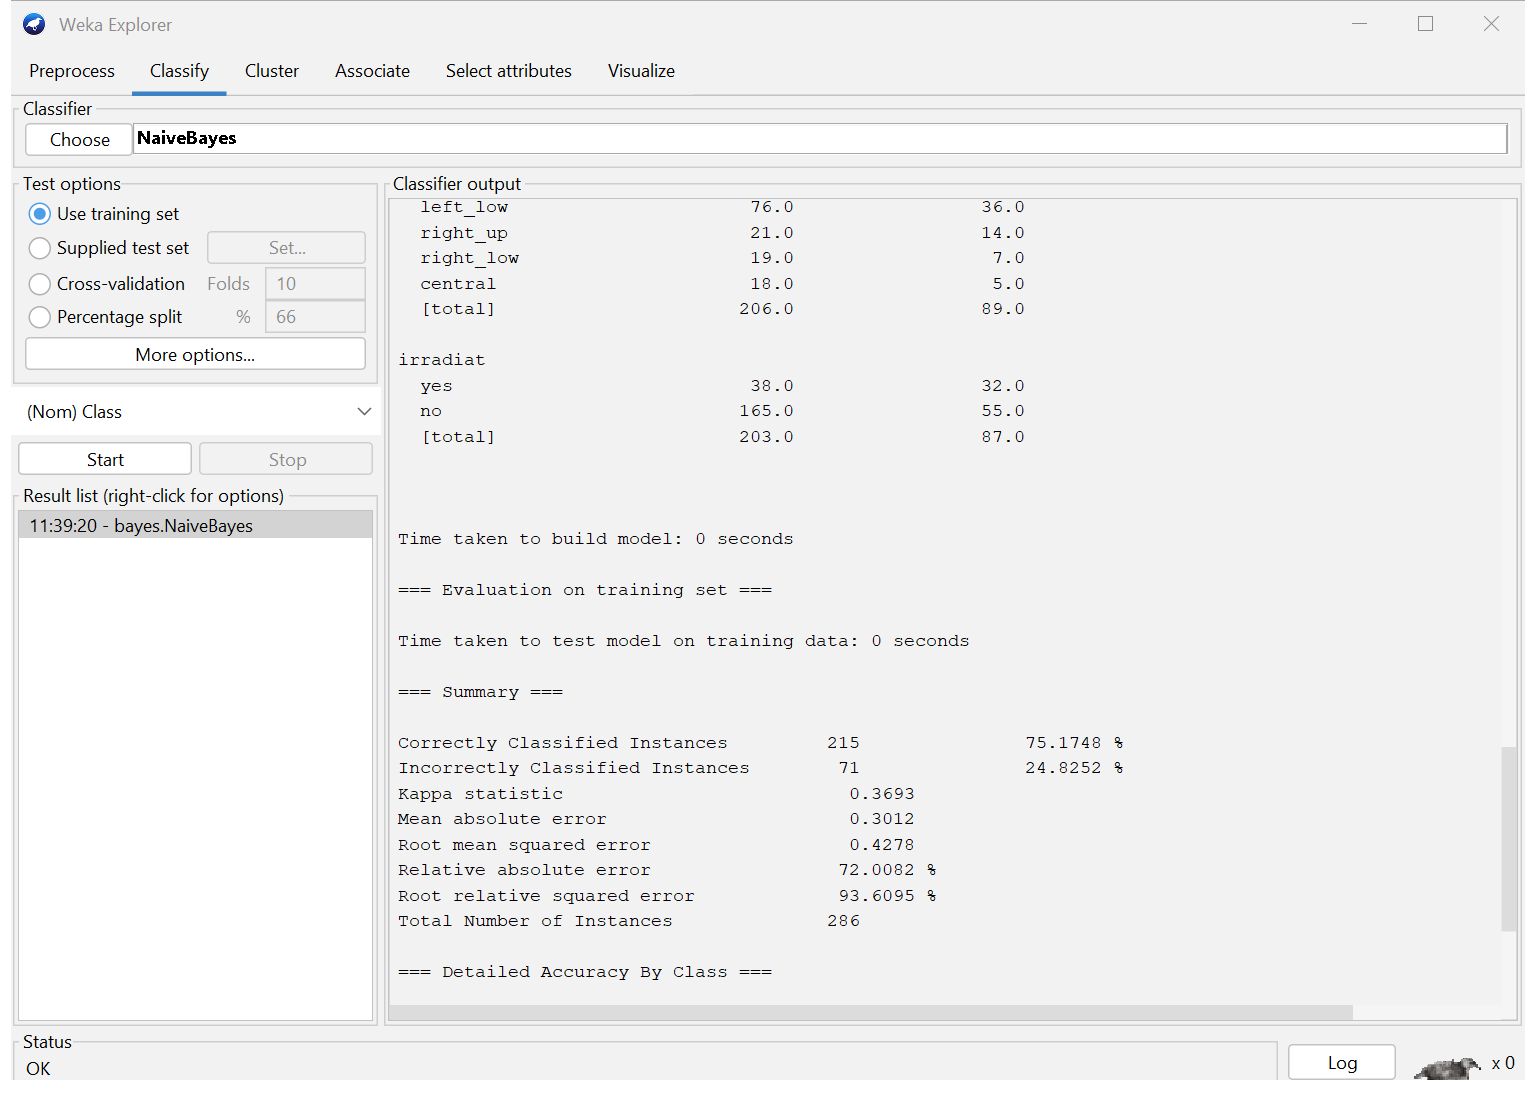 Weka Explorer
Preprocess Classify Cluster Associate Select attributes Visualize
Classifier
Choose NaiveBayes
Test options
Use training set
Supplied test set Set...
Cross-validation Folds 10
Percentage split % 66
More options...
(Nom) Class
Start Stop
Result list (right-click for options)
11:39:20 - bayes.NaiveBayes
Classifier output
left_low 76.0 36.0
right_up 21.0 14.0
right_low 19.0 7.0
central 18.0 5.0
[total] 206.0 89.0
irradiat
yes 38.0 32.0
no 165.0 55.0
[total] 203.0 87.0
Time taken to build model: 0 seconds
=== Evaluation on training set ===
Time taken to test model on training data: 0 seconds
=== Summary ===
Correctly Classified Instances 215 75.1748 %
Incorrectly Classified Instances 71 24.8252 %
Kappa statistic 0.3693
Mean absolute error 0.3012
Root mean squared error 0.4278
Relative absolute error 72.0082 %
Root relative squared error 93.6095 %
Total Number of Instances 286
=== Detailed Accuracy By Class ===
Status
OK
Log x 0